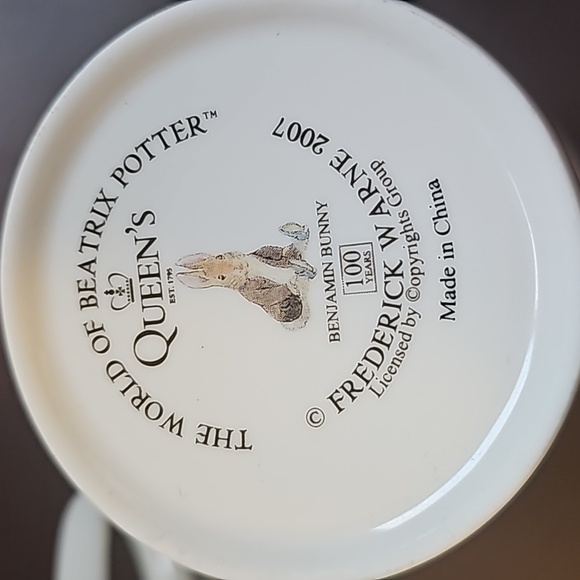 THE WORLD OF BEATRIX POTTER™
QUEEN'S
EST. 1795
BENJAMIN BUNNY
100
YEARS
© FREDERICK WARNE 2007
Licensed by ©opyrights Group
Made in China